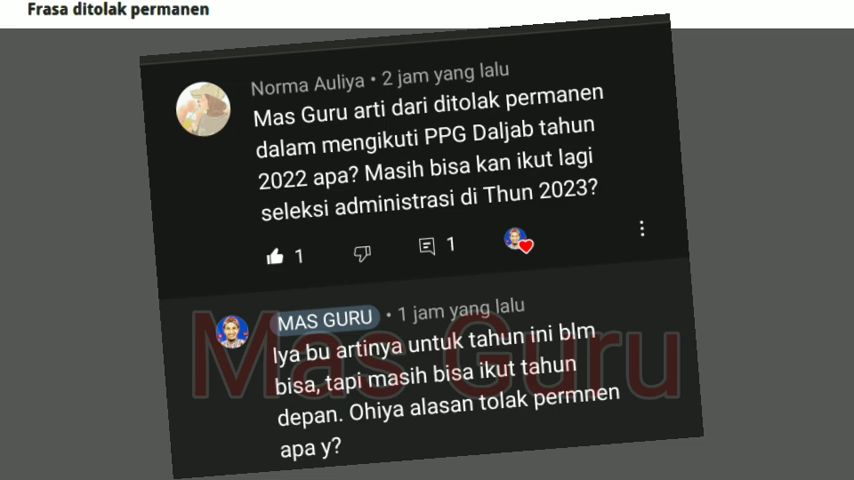 Frasa ditolak permanen
Norma Auliya • 2 jam yang lalu
Mas Guru arti dari ditolak permanen
dalam mengikuti PPG Daljab tahun
2022 apa? Masih bisa kan ikut lagi
seleksi administrasi di Thun 2023?
1
1
MAS GURU • 1 jam yang lalu
Iya bu artinya untuk tahun ini blm
bisa, tapi masih bisa ikut tahun
depan. Ohiya alasan tolak permnen
apa y?
Mas Guru